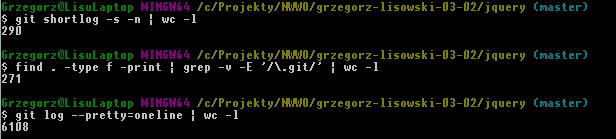 Grzegorz@LisuLaptop MINGW64 /c/Projekty/NWWO/grzegorz-lisowski-03-02/jquery (master)
$ git shortlog -s -n | wc -l
290
Grzegorz@LisuLaptop MINGW64 /c/Projekty/NWWO/grzegorz-lisowski-03-02/jquery (master)
$ find . -type f -print | grep -v -E '/\.git/' | wc -l
271
Grzegorz@LisuLaptop MINGW64 /c/Projekty/NWWO/grzegorz-lisowski-03-02/jquery (master)
$ git log --pretty=oneline | wc -l
6108